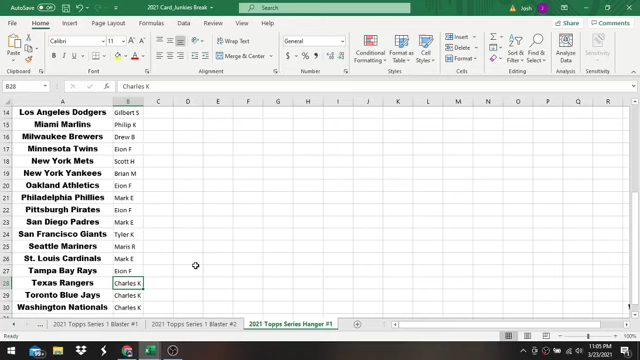 AutoSave Off 2021 Card_Junkies Break Search Josh J
File Home Insert Page Layout Formulas Data Review View Help Share Comments
Calibri 11 Wrap Text General Insert
Paste B I U Merge & Center $ % Conditional Formatting Format as Table Cell Styles Delete Format Sort & Filter Find & Select Analyze Data
Clipboard Font Alignment Number Styles Cells Editing Analysis
B28 fx Charles K
A B C D E F G H I J K L M N O P Q R
14 Los Angeles Dodgers Gilbert S
15 Miami Marlins Philip K
16 Milwaukee Brewers Drew B
17 Minnesota Twins Eion F
18 New York Mets Scott H
19 New York Yankees Brian M
20 Oakland Athletics Eion F
21 Philadelphia Phillies Mark E
22 Pittsburgh Pirates Eion F
23 San Diego Padres Mark E
24 San Francisco Giants Tyler K
25 Seattle Mariners Maris R
26 St. Louis Cardinals Mark E
27 Tampa Bay Rays Eion F
28 Texas Rangers Charles K
29 Toronto Blue Jays Charles K
30 Washington Nationals Charles K
... 2021 Topps Series 1 Blaster #1 2021 Topps Series 1 Blaster #2 2021 Topps Series Hanger #1
11:05 PM
3/23/2021